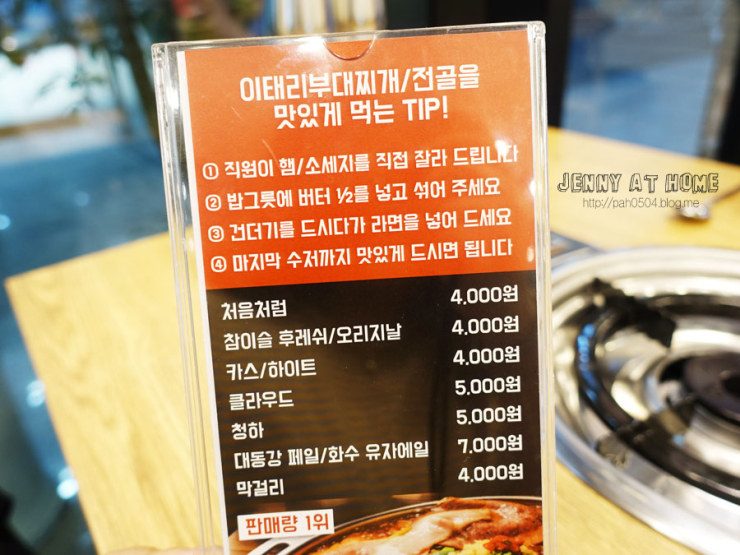 이태리부대찌개/전골을
맛있게 먹는 TIP!
① 직원이 햄/소세지를 직접 잘라 드립니다
② 밥그릇에 버터 ½를 넣고 섞어 주세요
③ 건더기를 드시다가 라면을 넣어 드세요
④ 마지막 수저까지 맛있게 드시면 됩니다
처음처럼 4,000원
참이슬 후레쉬/오리지날 4,000원
카스/하이트 4,000원
클라우드 5,000원
청하 5,000원
대동강 페일/화수 유자에일 7,000원
막걸리 4,000원
판매량 1위
JENNY AT HOME
http://pah0504.blog.me